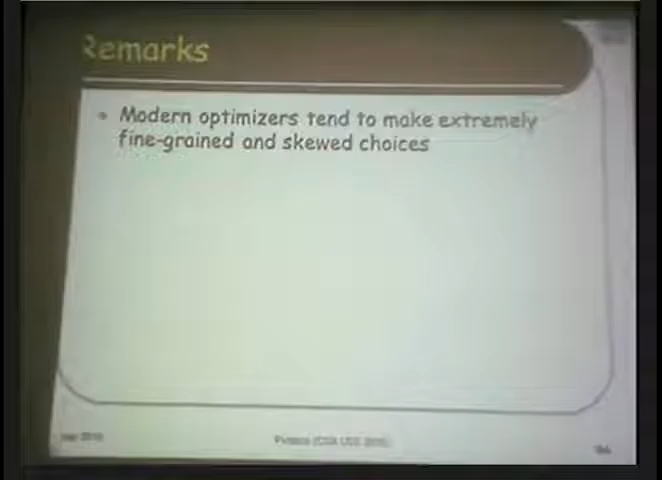 Remarks
Modern optimizers tend to make extremely
fine-grained and skewed choices